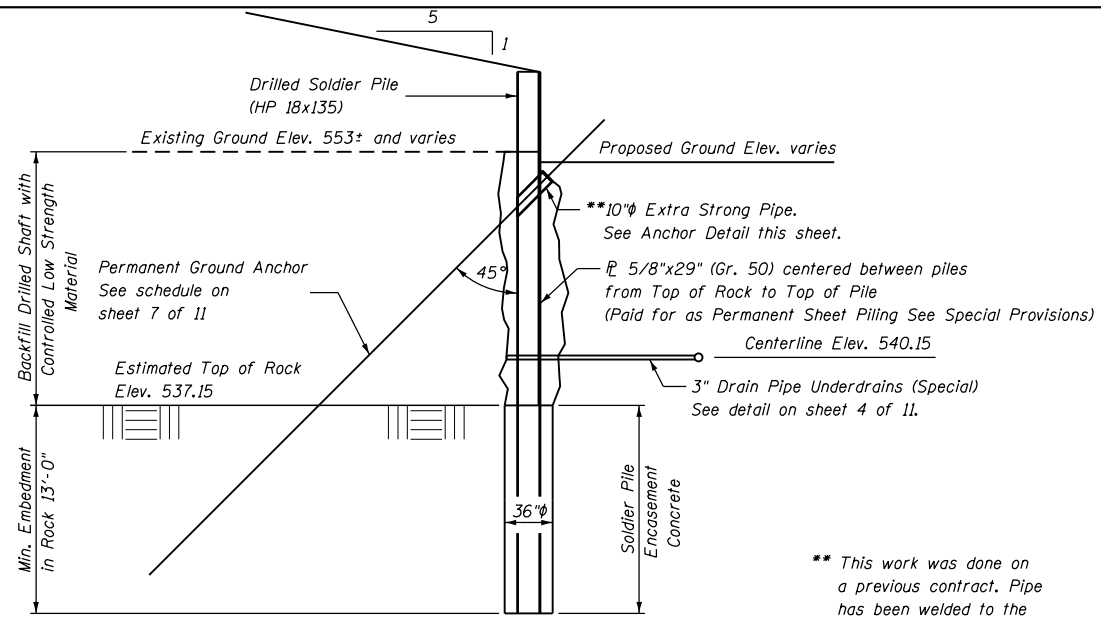 5
1
Drilled Soldier Pile
(HP 18x135)
Existing Ground Elev. 553± and varies
Proposed Ground Elev. varies
**10"ϕ Extra Strong Pipe.
See Anchor Detail this sheet.
Backfill Drilled Shaft with
Controlled Low Strength
Material
Permanent Ground Anchor
See schedule on
sheet 7 of 11
45°
PL 5/8"x29" (Gr. 50) centered between piles
from Top of Rock to Top of Pile
(Paid for as Permanent Sheet Piling See Special Provisions)
Centerline Elev. 540.15
Estimated Top of Rock
Elev. 537.15
3" Drain Pipe Underdrains (Special)
See detail on sheet 4 of 11.
Min. Embedment
in Rock 13'-0"
36"ϕ
Soldier Pile
Encasement
Concrete
** This work was done on
a previous contract. Pipe
has been welded to the